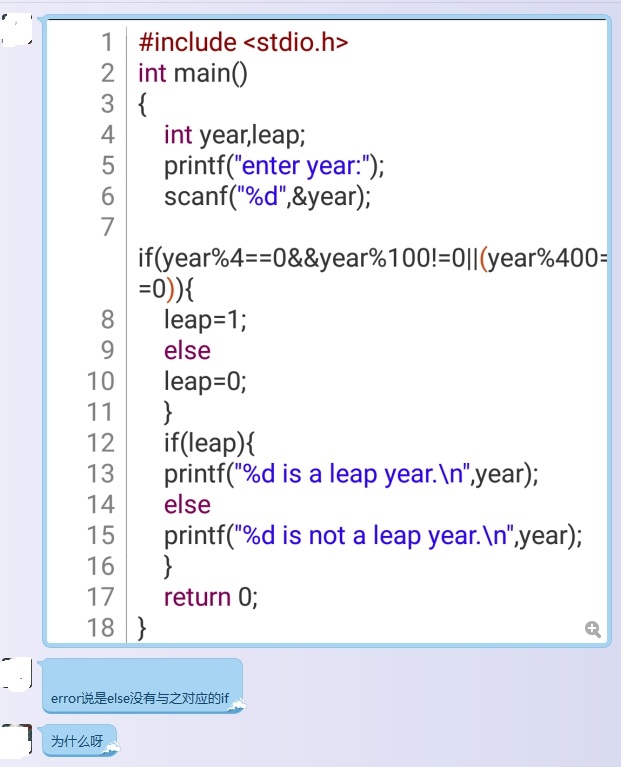 1 #include <stdio.h>
2 int main()
3 {
4 int year,leap;
5 printf("enter year:");
6 scanf("%d",&year);
7
if(year%4==0&&year%100!=0||(year%400=
=0)){
8 leap=1;
9 else
10 leap=0;
11 }
12 if(leap){
13 printf("%d is a leap year.\n",year);
14 else
15 printf("%d is not a leap year.\n",year);
16 }
17 return 0;
18 }
error说是else没有与之对应的if
为什么呀